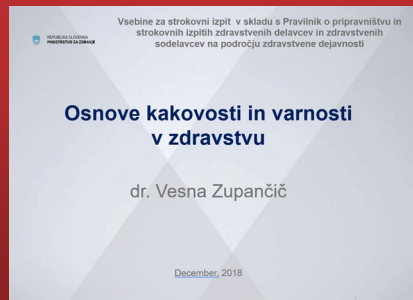 Vsebine za strokovni izpit v skladu s Pravilnik o pripravništvu in
strokovnih izpitih zdravstvenih delavcev in zdravstvenih
sodelavcev na področju zdravstvene dejavnosti
REPUBLIKA SLOVENIJA
MINISTRSTVO ZA ZDRAVJE
Osnove kakovosti in varnosti
v zdravstvu
dr. Vesna Zupančič
December, 2018